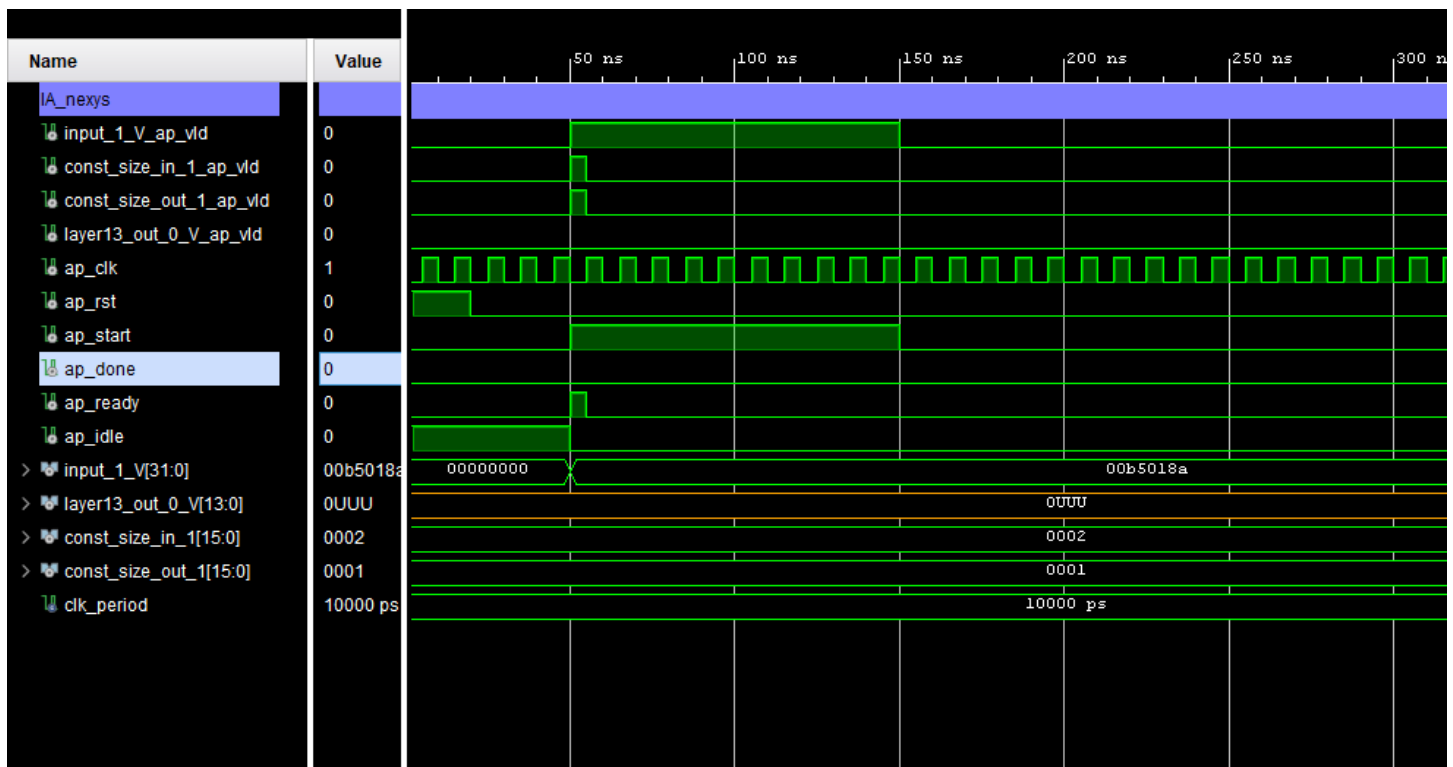 Name Value 50 ns 100 ns 150 ns 200 ns 250 ns 300 n
IA_nexys
input_1_V_ap_vld 0
const_size_in_1_ap_vld 0
const_size_out_1_ap_vld 0
layer13_out_0_V_ap_vld 0
ap_clk 1
ap_rst 0
ap_start 0
ap_done 0
ap_ready 0
ap_idle 0
input_1_V[31:0] 00b5018a 00000000 00b5018a
layer13_out_0_V[13:0] 0UUU 0UUU
const_size_in_1[15:0] 0002 0002
const_size_out_1[15:0] 0001 0001
clk_period 10000 ps 10000 ps